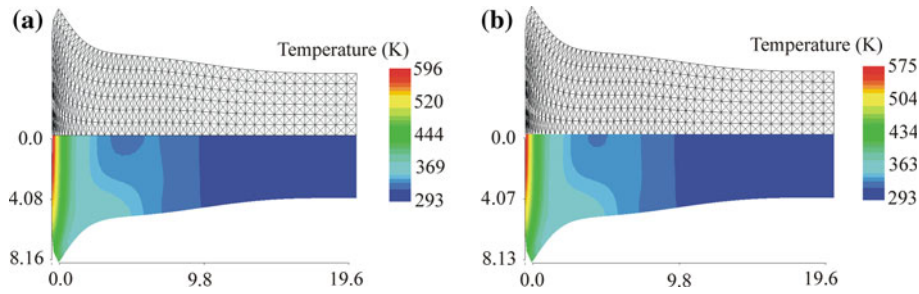 (a)
Temperature (K)
596
520
444
369
293
0.0
4.08
8.16
0.0 9.8 19.6
(b)
Temperature (K)
575
504
434
363
293
0.0
4.07
8.13
0.0 9.8 19.6